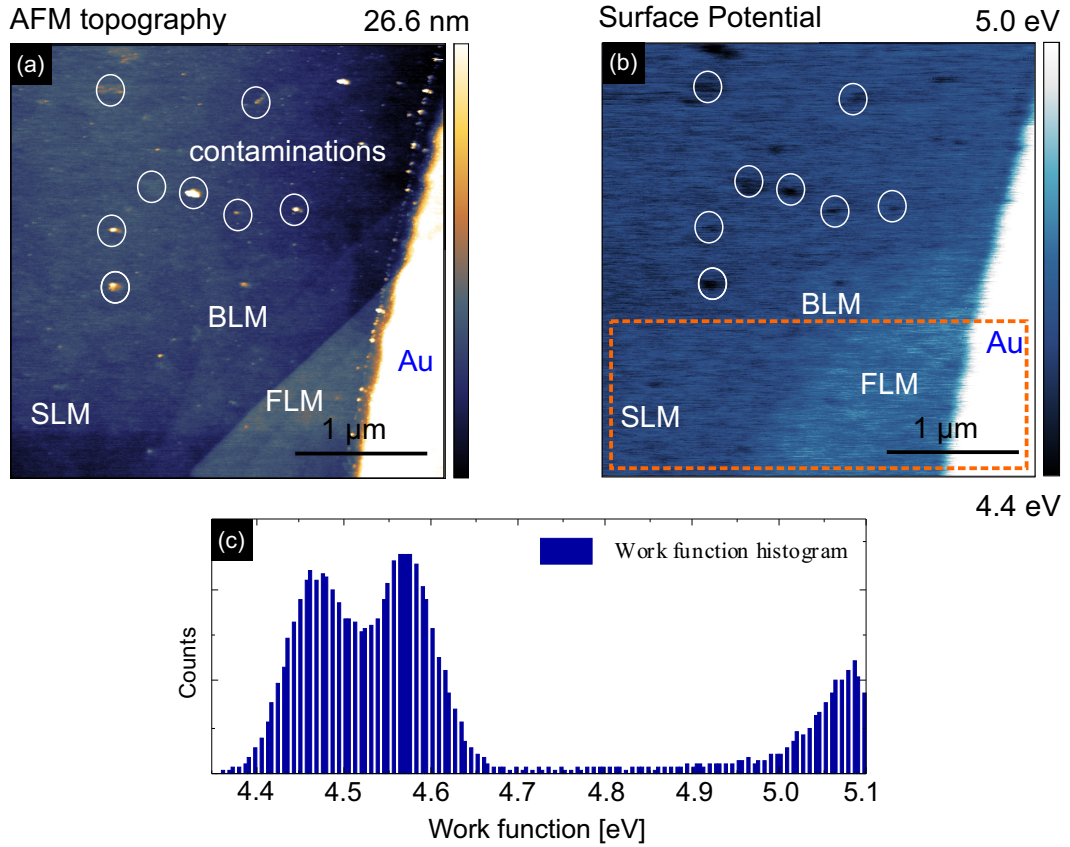 AFM topography 26.6 nm
(a)
contaminations
BLM
Au
FLM
SLM
1 µm
Surface Potential 5.0 eV
(b)
BLM
Au
FLM
SLM
1 µm
4.4 eV
(c)
Work function histogram
Counts
4.4 4.5 4.6 4.7 4.8 4.9 5.0 5.1
Work function [eV]